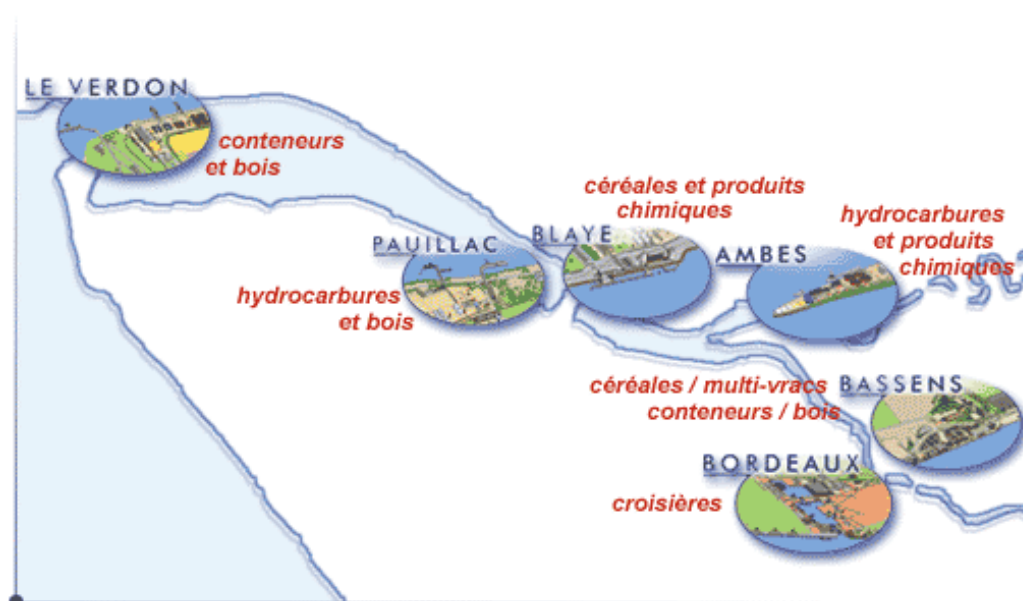 LE VERDON
conteneurs
et bois
céréales et produits
chimiques
PAUILLAC
BLAYE
hydrocarbures
et bois
AMBES
hydrocarbures
et produits
chimiques
céréales / multi-vracs
conteneurs / bois
BASSENS
BORDEAUX
croisières